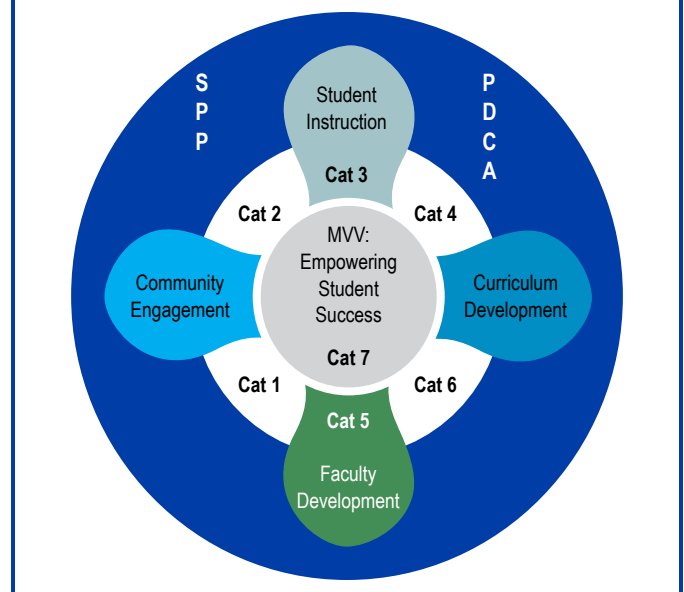 S
P
P
P
D
C
A
Student
Instruction
Cat 3
Cat 2
Cat 4
MVV:
Empowering
Student
Success
Cat 7
Community
Engagement
Curriculum
Development
Cat 1
Cat 6
Cat 5
Faculty
Development